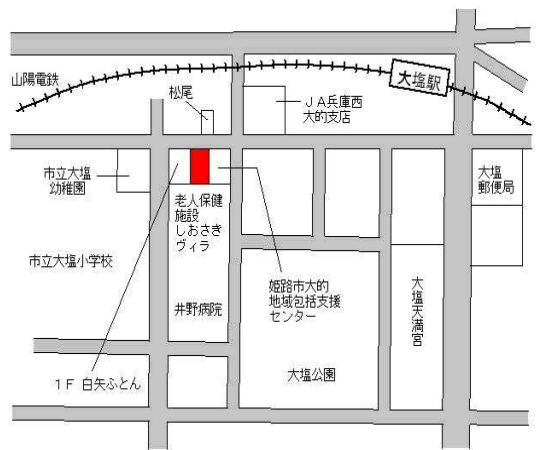 山陽電鉄
大塩駅
松尾
ＪＡ兵庫西
大的支店
市立大塩
幼稚園
大塩
郵便局
老人保健
施設
しおさき
ヴィラ
市立大塩小学校
姫路市大的
地域包括支援
センター
井野病院
大塩天満宮
１Ｆ 白矢ふとん
大塩公園